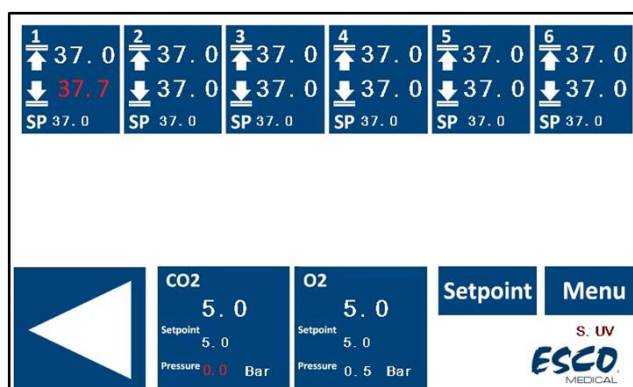 1 2 3 4 5 6
37.0 37.0 37.0 37.0 37.0 37.0
37.7 37.0 37.0 37.0 37.0 37.0
SP 37.0 SP 37.0 SP 37.0 SP 37.0 SP 37.0 SP 37.0
CO2
5.0
Setpoint
5.0
Pressure 0.0 Bar
O2
5.0
Setpoint
5.0
Pressure 0.5 Bar
Setpoint
Menu
S. UV
ESCO
MEDICAL